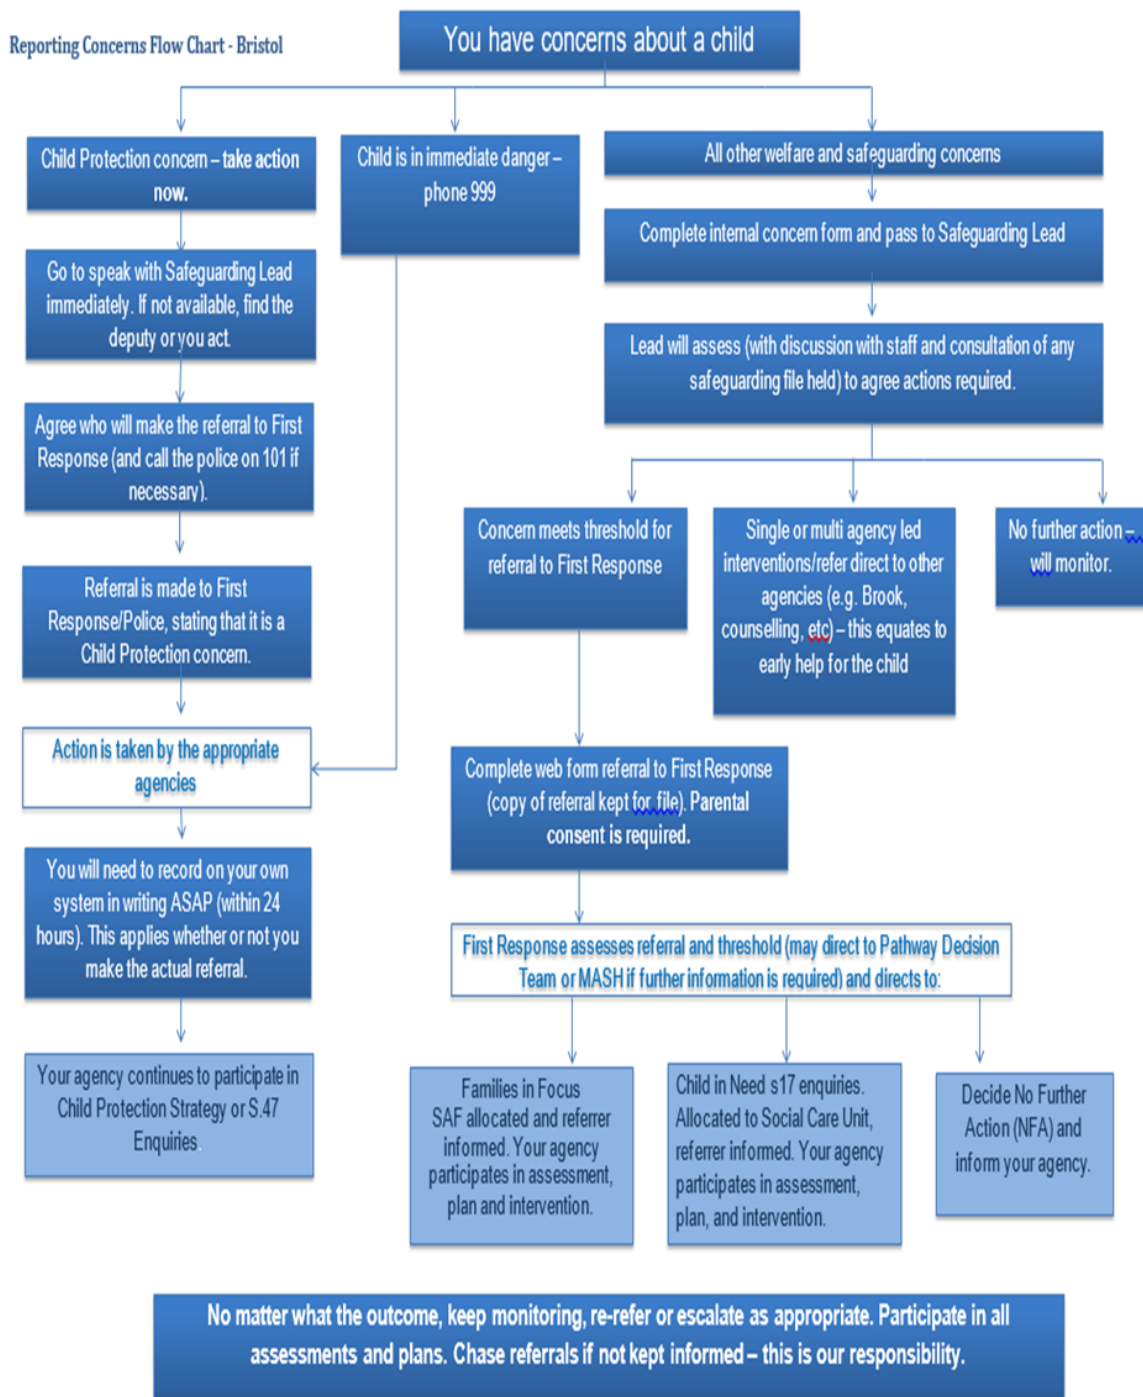 Reporting Concerns Flow Chart - Bristol
You have concerns about a child
Child Protection concern – take action
now.
Child is in immediate danger –
phone 999
All other welfare and safeguarding concerns
Go to speak with Safeguarding Lead
immediately. If not available, find the
deputy or you act.
Complete internal concern form and pass to Safeguarding Lead
Lead will assess (with discussion with staff and consultation of any
safeguarding file held) to agree actions required.
Agree who will make the referral to First
Response (and call the police on 101 if
necessary).
Referral is made to First
Response/Police, stating that it is a
Child Protection concern.
Action is taken by the appropriate
agencies
You will need to record on your own
system in writing ASAP (within 24
hours). This applies whether or not you
make the actual referral.
Your agency continues to participate in
Child Protection Strategy or S.47
Enquiries.
Concern meets threshold for
referral to First Response
Single or multi agency led
interventions/refer direct to other
agencies (e.g. Brook,
counselling, etc) – this equates to
early help for the child
No further action –
will monitor.
Complete web form referral to First Response
(copy of referral kept for file). Parental
consent is required.
First Response assesses referral and threshold (may direct to Pathway Decision
Team or MASH if further information is required) and directs to:
Families in Focus
SAF allocated and referrer
informed. Your agency
participates in assessment,
plan and intervention.
Child in Need s17 enquiries.
Allocated to Social Care Unit,
referrer informed. Your agency
participates in assessment,
plan, and intervention.
Decide No Further
Action (NFA) and
inform your agency.
No matter what the outcome, keep monitoring, re-refer or escalate as appropriate. Participate in all
assessments and plans. Chase referrals if not kept informed – this is our responsibility.